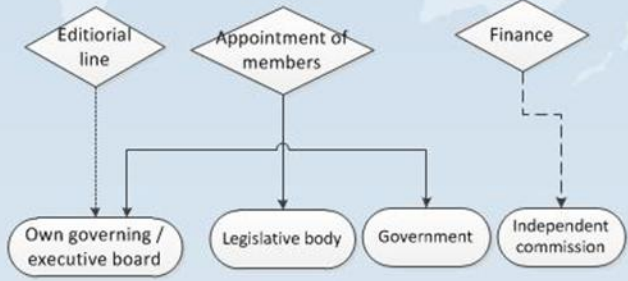 Editiorial
line
Appointment of
members
Finance
Own governing /
executive board
Legislative body
Government
Independent
commission